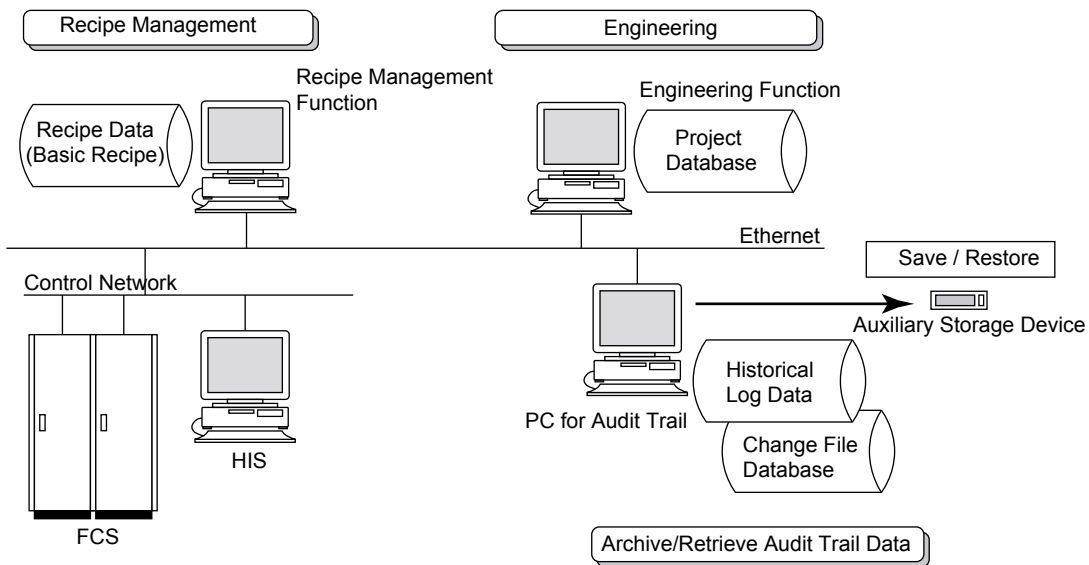 Recipe Management
Engineering
Recipe Management
Function
Engineering Function
Recipe Data
(Basic Recipe)
Project
Database
Ethernet
Save / Restore
Control Network
Auxiliary Storage Device
Historical
Log Data
PC for Audit Trail
Change File
Database
HIS
FCS
Archive/Retrieve Audit Trail Data